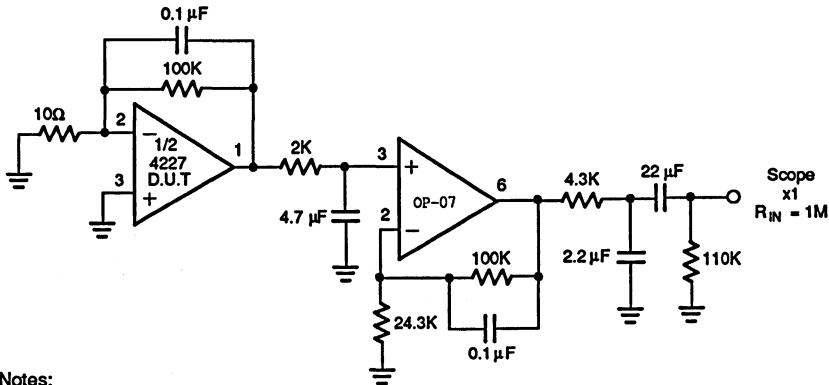 0.1 µF
100K
10Ω
2
1/2
4227
D.U.T
3
1
2K
4.7 µF
3
2
OP-07
6
100K
24.3K
0.1 µF
4.3K
22 µF
2.2 µF
110K
Scope
x1
RIN = 1M
Notes: